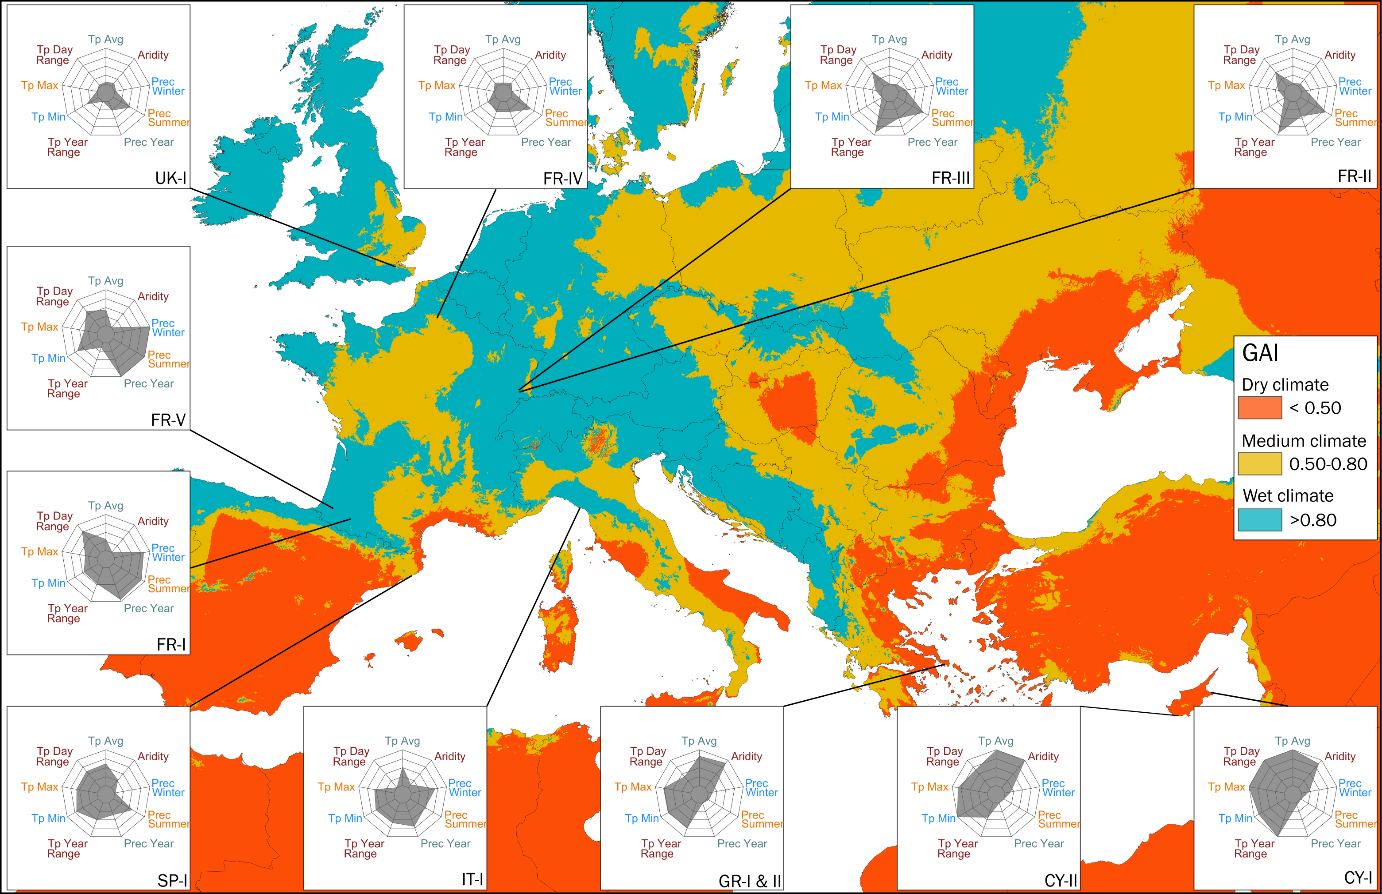 Tp Avg
Tp Day
Range
Aridity
Tp Max
Prec
Winter
Tp Min
Prec
Summer
Tp Year
Range
Prec Year
UK-I
Tp Avg
Tp Day
Range
Aridity
Tp Max
Prec
Winter
Tp Min
Prec
Summer
Tp Year
Range
Prec Year
FR-IV
Tp Avg
Tp Day
Range
Aridity
Tp Max
Prec
Winter
Tp Min
Prec
Summer
Tp Year
Range
Prec Year
FR-III
Tp Avg
Tp Day
Range
Aridity
Tp Max
Prec
Winter
Tp Min
Prec
Summer
Tp Year
Range
Prec Year
FR-II
Tp Avg
Tp Day
Range
Aridity
Tp Max
Prec
Winter
Tp Min
Prec
Summer
Tp Year
Range
Prec Year
FR-V
GAI
Dry climate
< 0.50
Medium climate
0.50-0.80
Wet climate
>0.80
Tp Avg
Tp Day
Range
Aridity
Tp Max
Prec
Winter
Tp Min
Prec
Summer
Tp Year
Range
Prec Year
FR-I
Tp Avg
Tp Day
Range
Aridity
Tp Max
Prec
Winter
Tp Min
Prec
Summer
Tp Year
Range
Prec Year
SP-I
Tp Avg
Tp Day
Range
Aridity
Tp Max
Prec
Winter
Tp Min
Prec
Summer
Tp Year
Range
Prec Year
IT-I
Tp Avg
Tp Day
Range
Aridity
Tp Max
Prec
Winter
Tp Min
Prec
Summer
Tp Year
Range
Prec Year
GR-I & II
Tp Avg
Tp Day
Range
Aridity
Tp Max
Prec
Winter
Tp Min
Prec
Summer
Tp Year
Range
Prec Year
CY-II
Tp Avg
Tp Day
Range
Aridity
Tp Max
Prec
Winter
Tp Min
Prec
Summer
Tp Year
Range
Prec Year
CY-I